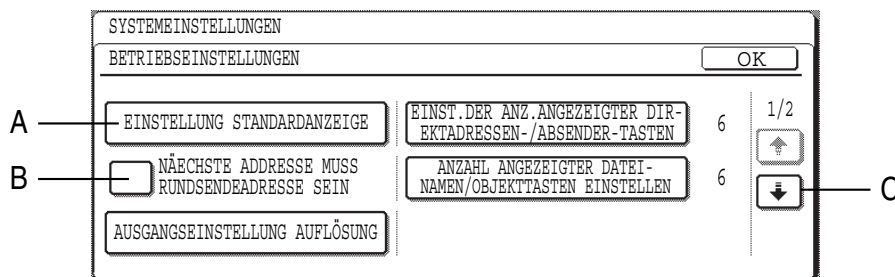 SYSTEMEINSTELLUNGEN
BETRIEBSEINSTELLUNGEN
OK
A
EINSTELLUNG STANDARDANZEIGE
EINST.DER ANZ.ANGEZEIGTER DIR-
EKTADRESSEN-/ABSENDER-TASTEN
6
1/2
B
NÄECHSTE ADDRESSE MUSS
RUNDSENDEADRESSE SEIN
ANZAHL ANGEZEIGTER DATEI-
NAMEN/OBJEKTTASTEN EINSTELLEN
6
C
AUSGANGSEINSTELLUNG AUFLÖSUNG